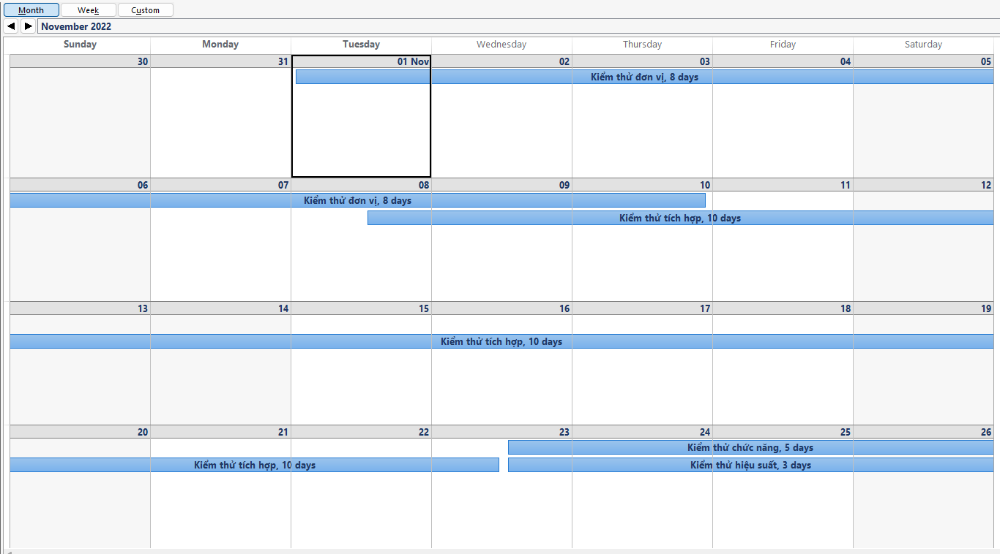 Month Week Custom
November 2022
Sunday Monday Tuesday Wednesday Thursday Friday Saturday
30 31 01 Nov 02 03 04 05
Kiểm thử đơn vị, 8 days
06 07 08 09 10 11 12
Kiểm thử đơn vị, 8 days
Kiểm thử tích hợp, 10 days
13 14 15 16 17 18 19
Kiểm thử tích hợp, 10 days
20 21 22 23 24 25 26
Kiểm thử chức năng, 5 days
Kiểm thử tích hợp, 10 days Kiểm thử hiệu suất, 3 days